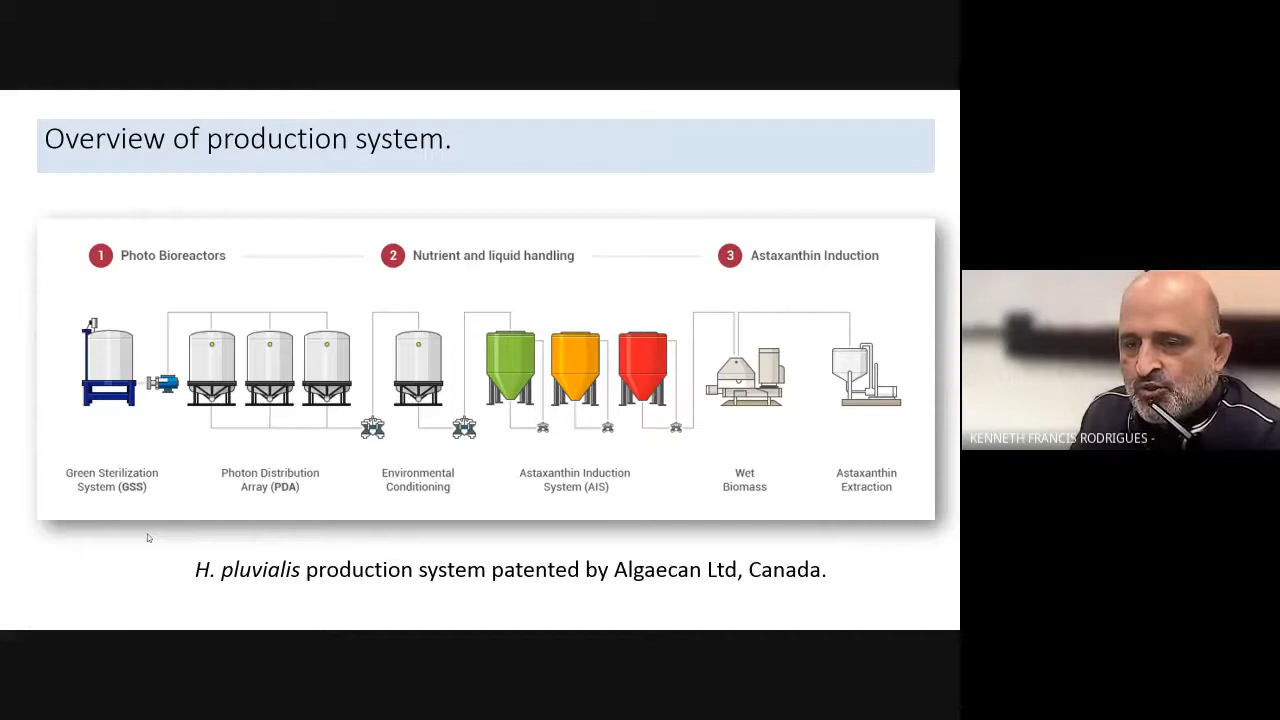 Overview of production system.
1 Photo Bioreactors
2 Nutrient and liquid handling
3 Astaxanthin Induction
Green Sterilization
System (GSS)
Photon Distribution
Array (PDA)
Environmental
Conditioning
Astaxanthin Induction
System (AIS)
Wet
Biomass
Astaxanthin
Extraction
H. pluvialis production system patented by Algaecan Ltd, Canada.
KENNETH FRANCIS RODRIGUES -